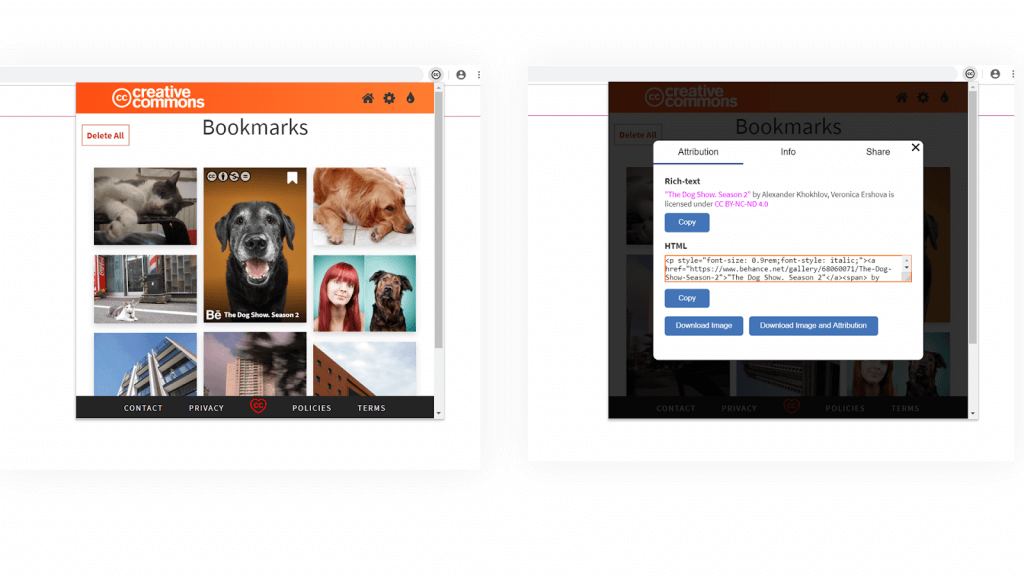 creative
commons
Bookmarks
Delete All
Bē The Dog Show. Season 2
CONTACT PRIVACY CC POLICIES TERMS
creative
commons
Bookmarks
Delete All
Attribution Info Share
Rich-text
"The Dog Show. Season 2" by Alexander Khokhlov, Veronica Ershova is
licensed under CC BY-NC-ND 4.0
Copy
HTML
<p style="font-size: 0.9rem;font-style: italic;"><a
href="https://www.behance.net/gallery/68060071/The-Dog-
Show-Season-2">"The Dog Show. Season 2"</a><span> by
Copy
Download Image Download Image and Attribution
CONTACT PRIVACY CC POLICIES TERMS